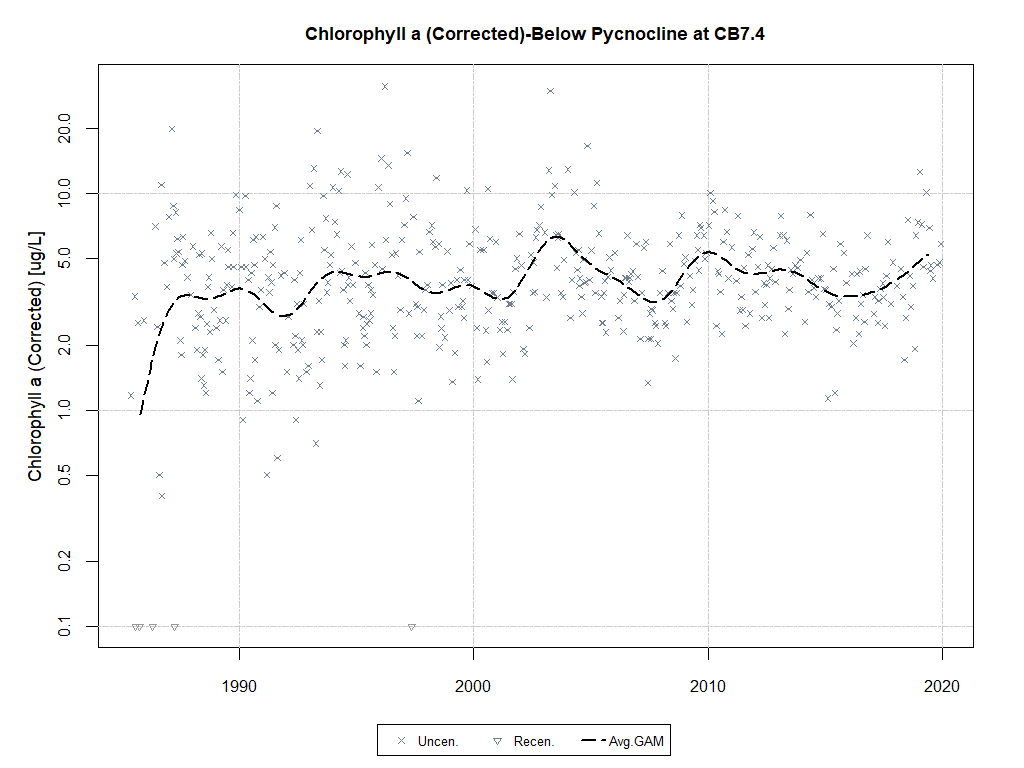 Chlorophyll a (Corrected)-Below Pycnocline at CB7.4
Chlorophyll a (Corrected) [ug/L]
20.0
10.0
5.0
2.0
1.0
0.5
0.2
0.1
1990 2000 2010 2020
Uncen. Recen. Avg.GAM